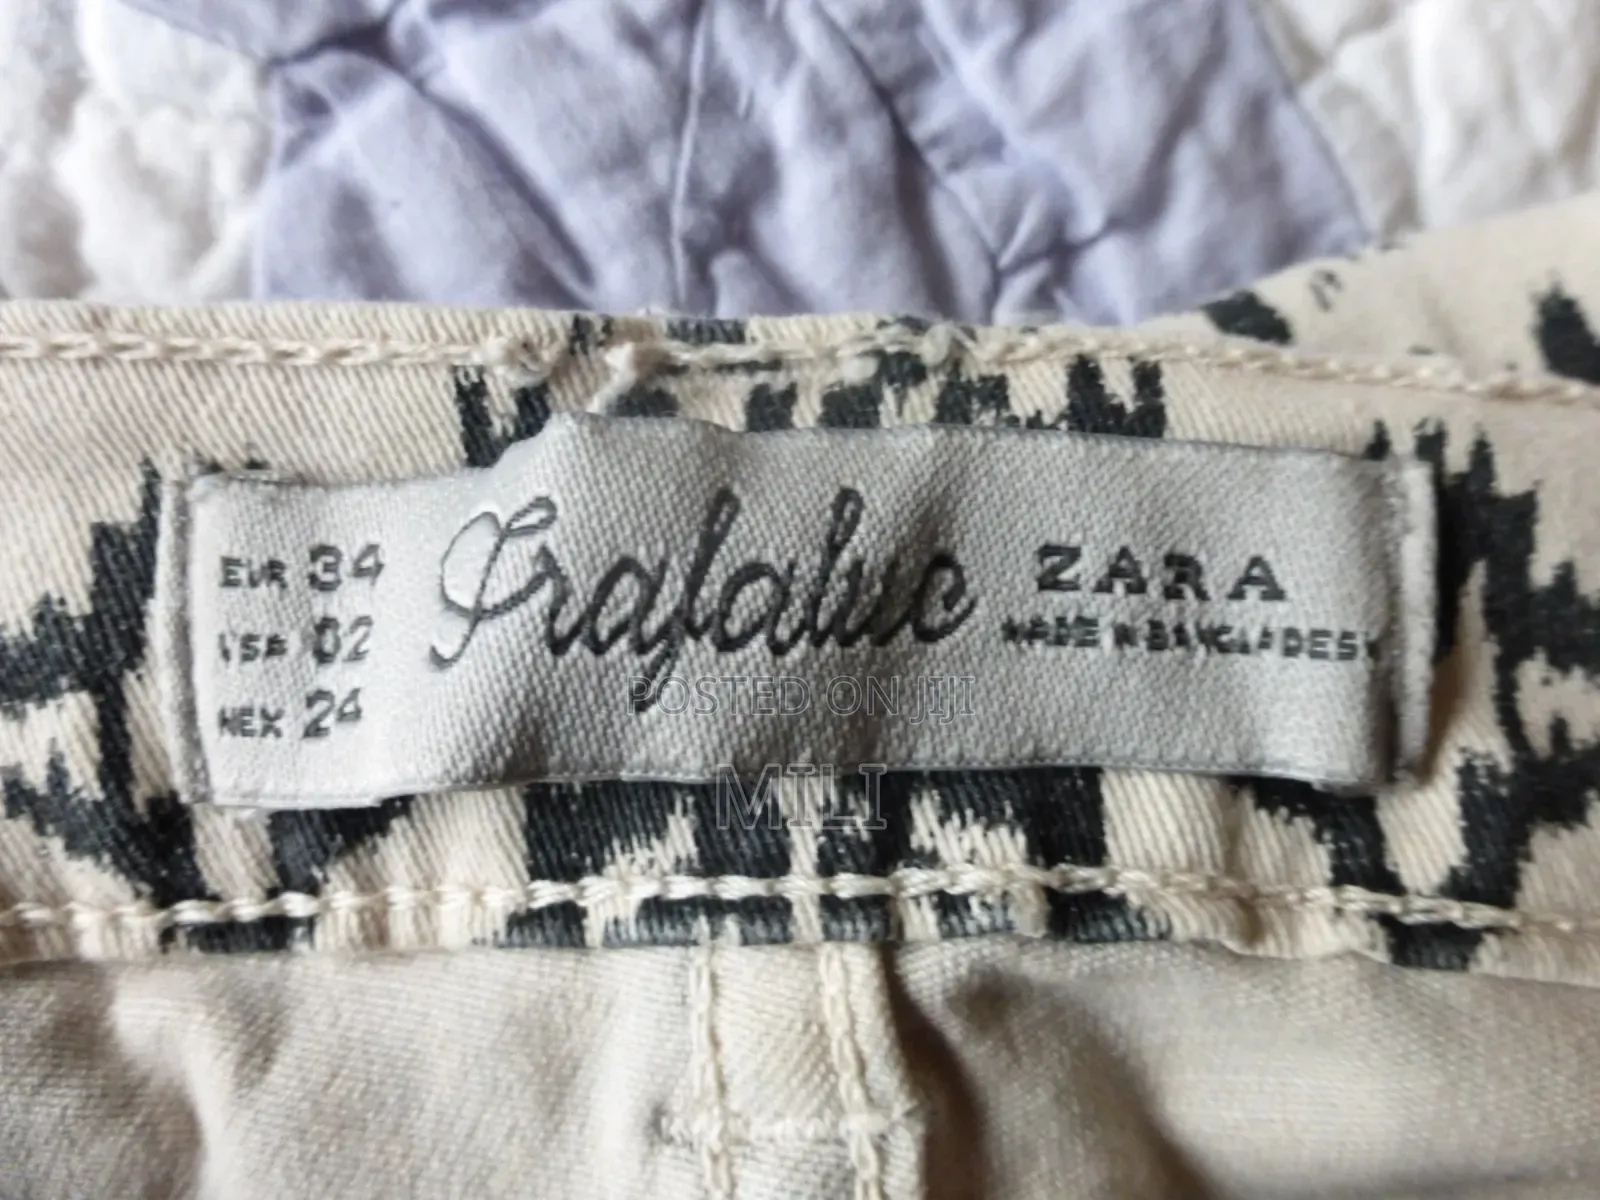 EUR 34
USA 02
MEX 24
Trafaluc
ZARA
MADE IN BANGLADESH
POSTED ON JIJI
MILI